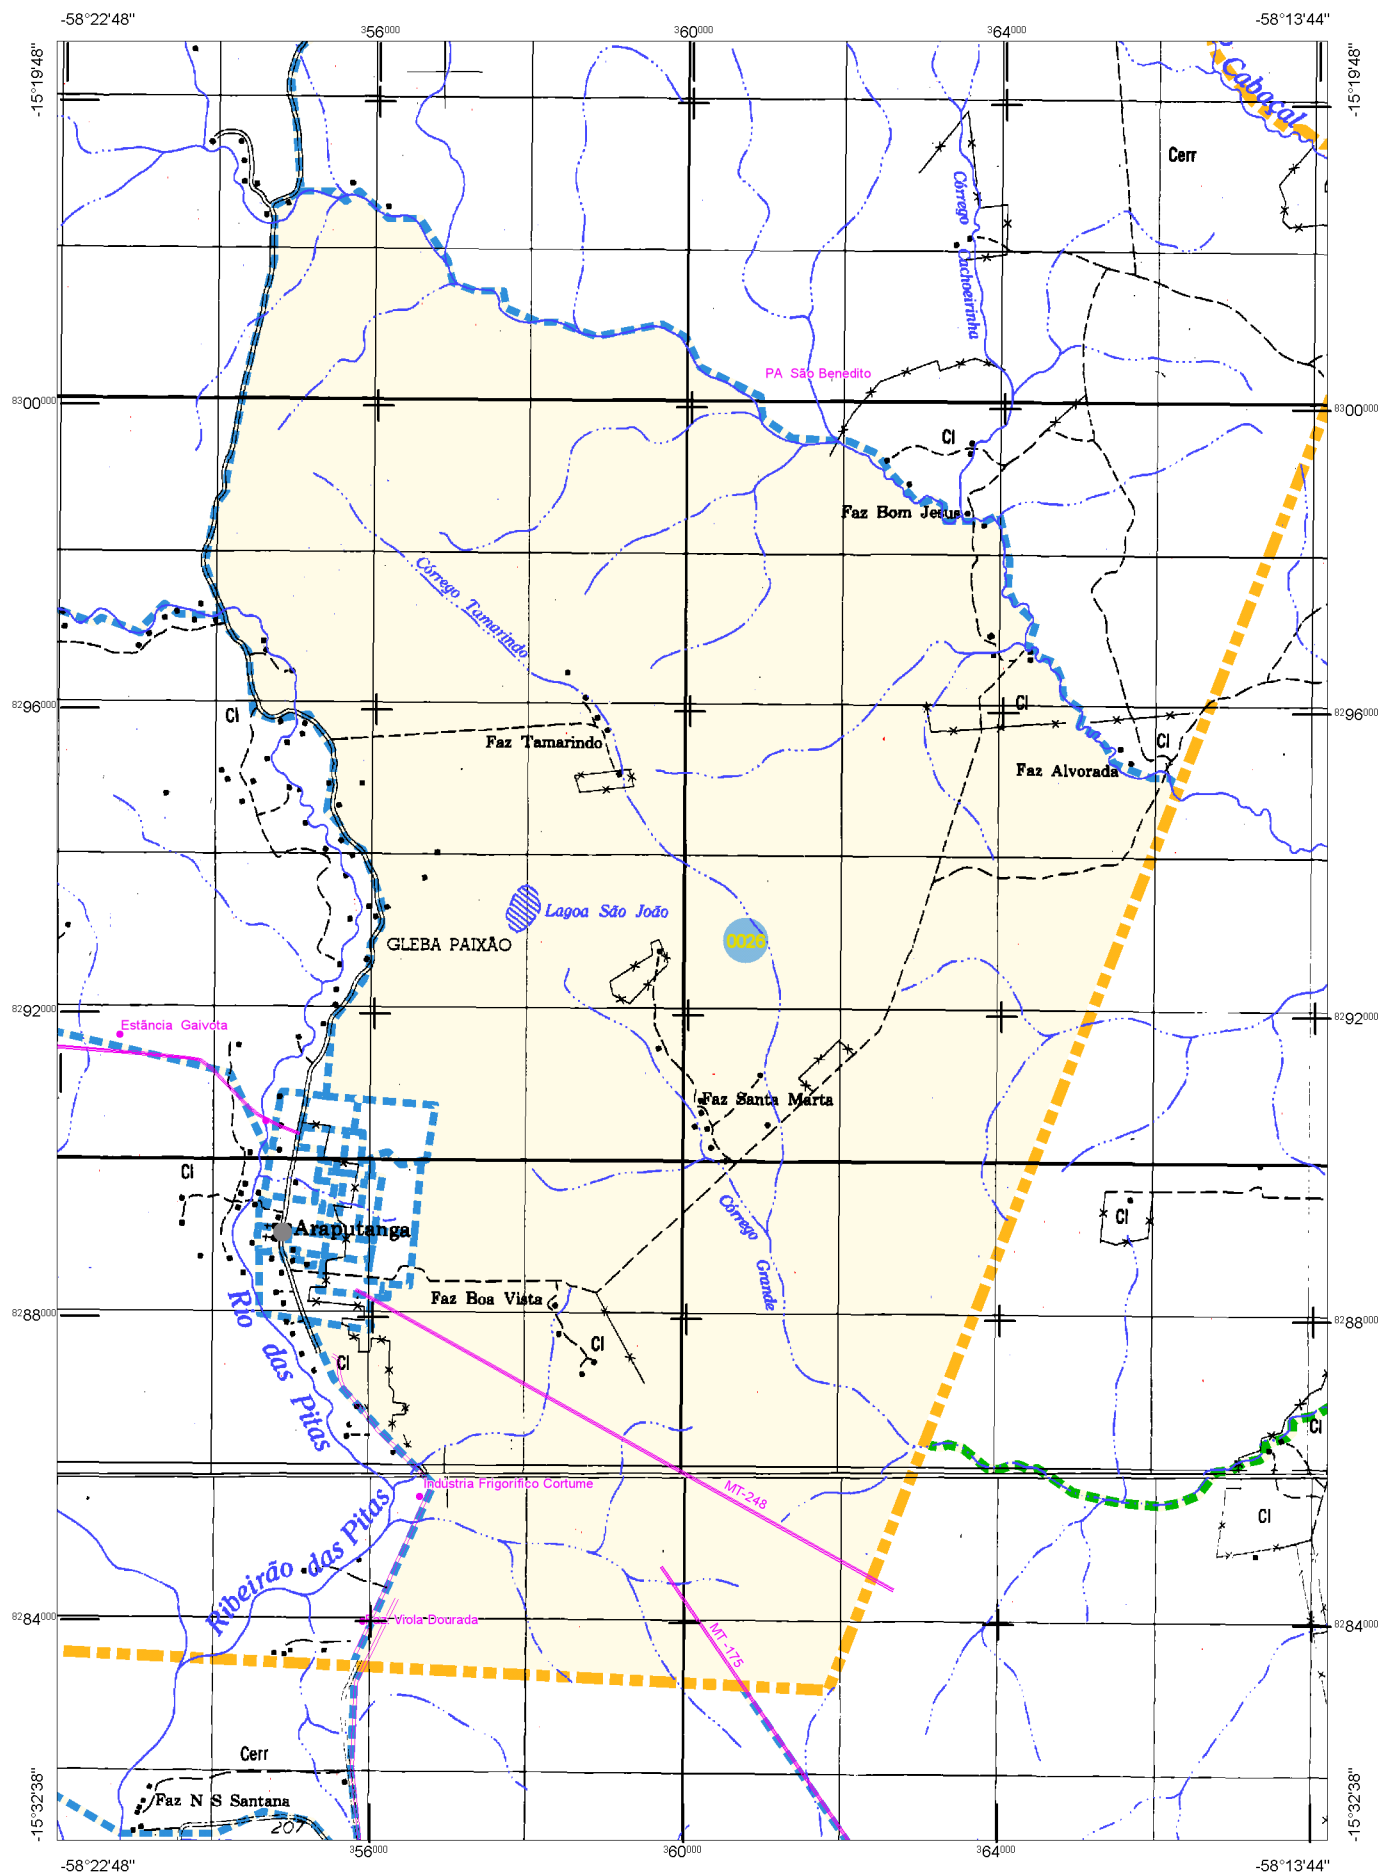 -58°22'48"
-58°13'44"
356000
360000
364000
-15°19'48"
-15°19'48"
Cabaçal
Cerr
Córrego Cachoeirinha
PA São Benedito
8300000
8300000
Cl
Faz Bom Jesus
Córrego Tamarindo
8296000
8296000
Cl
Cl
Faz Tamarindo
Cl
Faz Alvorada
Lagoa São João
GLEBA PAIXÃO
0026
8292000
8292000
Estãncia Gaivota
Faz Santa Marta
Cl
Córrego Grande
Cl
Araputanga
Faz Boa Vista
Rio das Pitas
8288000
8288000
Cl
Cl
Cl
Indústria Frigorífico Cortume
MT-248
Cl
Ribeirão das Pitas
8284000
8284000
Viola Dourada
MT-175
Cerr
Faz N S Santana
207
-15°32'38"
-15°32'38"
356000
360000
364000
-58°22'48"
-58°13'44"